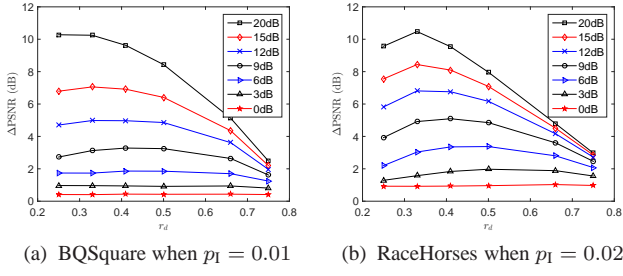 12
10
8
6
4
2
0
ΔPSNR (dB)
20dB
15dB
12dB
9dB
6dB
3dB
0dB
0.2 0.3 0.4 0.5 0.6 0.7 0.8
r_d
(a) BQSquare when p_I = 0.01
12
10
8
6
4
2
0
ΔPSNR (dB)
20dB
15dB
12dB
9dB
6dB
3dB
0dB
0.2 0.3 0.4 0.5 0.6 0.7 0.8
r_d
(b) RaceHorses when p_I = 0.02